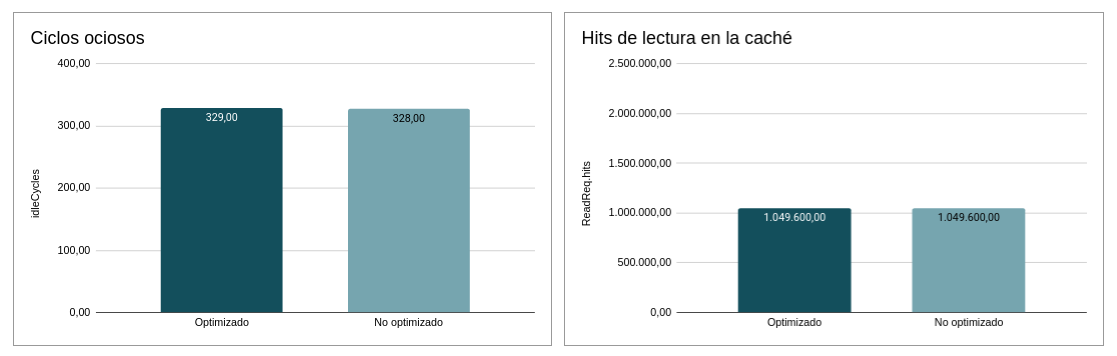 Ciclos ociosos
400,00
300,00
200,00
100,00
0,00
idleCycles
329,00
328,00
Optimizado
No optimizado
Hits de lectura en la caché
2.500.000,00
2.000.000,00
1.500.000,00
1.000.000,00
500.000,00
0,00
ReadReq.hits
1.049.600,00
1.049.600,00
Optimizado
No optimizado